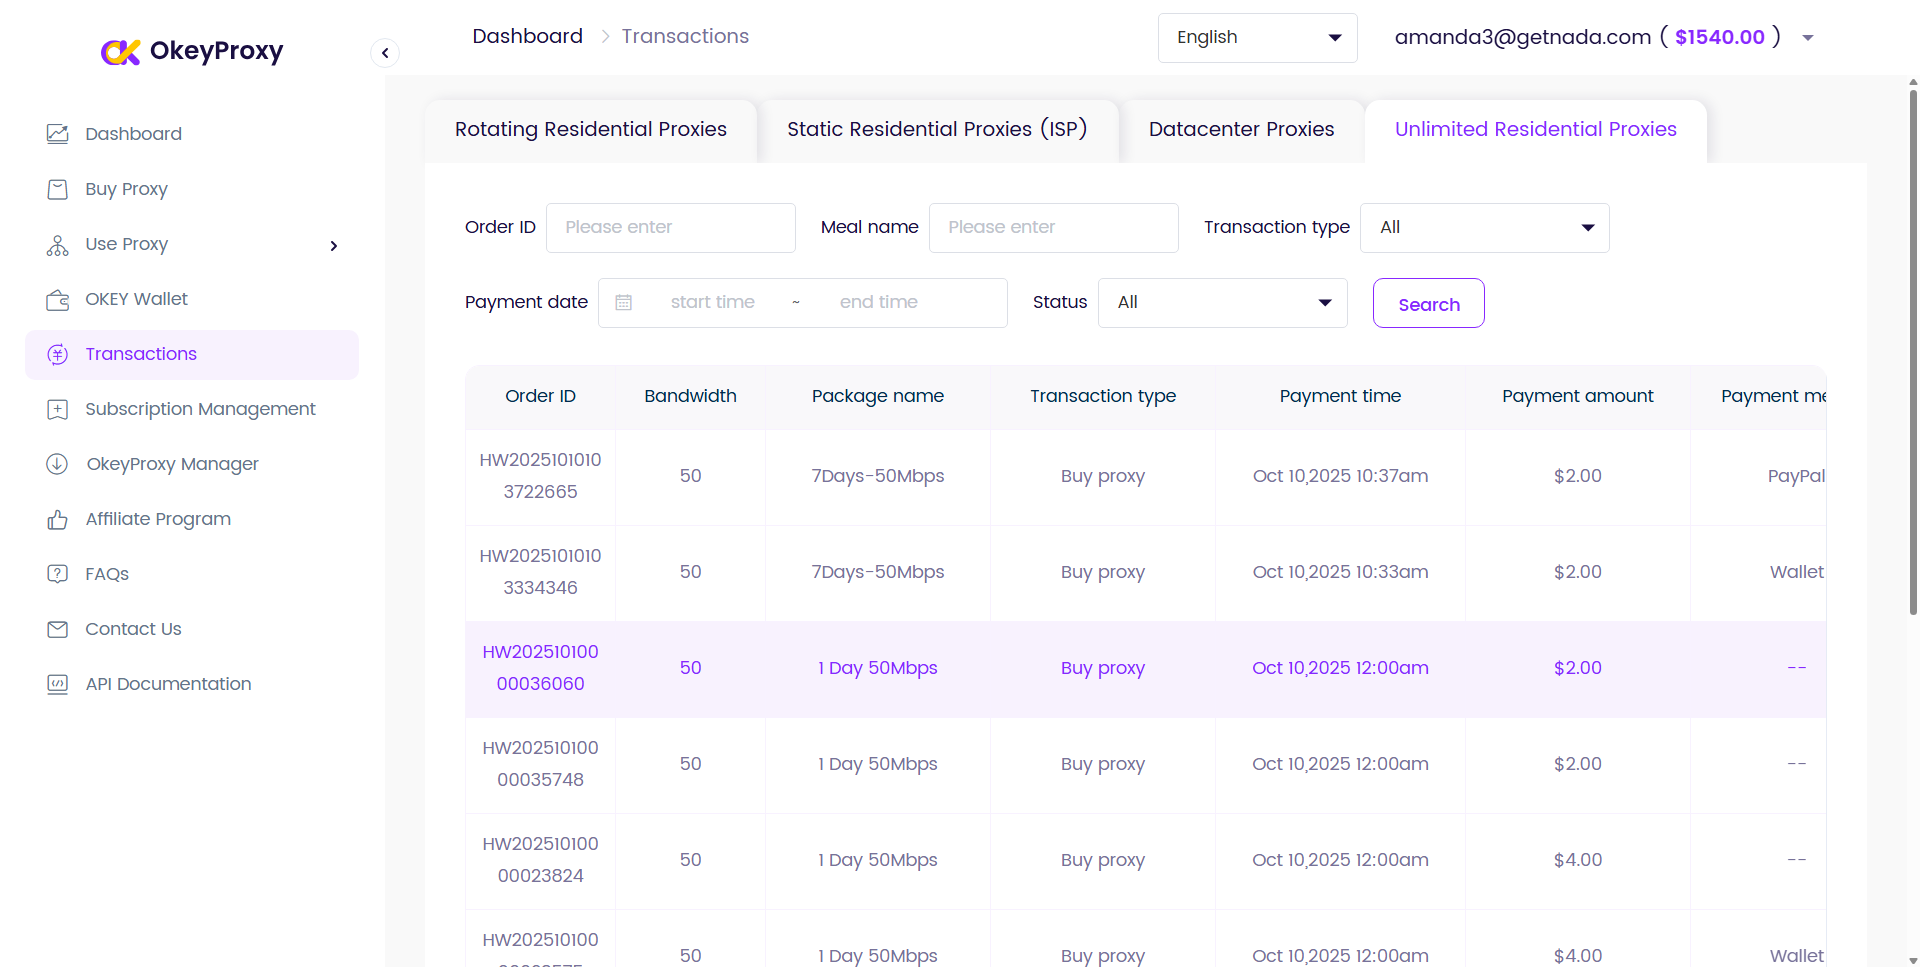 OkeyProxy
Dashboard
Buy Proxy
Use Proxy
OKEY Wallet
Transactions
Subscription Management
OkeyProxy Manager
Affiliate Program
FAQs
Contact Us
API Documentation
Dashboard > Transactions
English
amanda3@getnada.com ( $1540.00 )
Rotating Residential Proxies
Static Residential Proxies (ISP)
Datacenter Proxies
Unlimited Residential Proxies
Order ID Please enter
Meal name Please enter
Transaction type All
Payment date start time ~ end time
Status All
Search
Order ID Bandwidth Package name Transaction type Payment time Payment amount Payment me
HW2025101010
3722665
50 7Days-50Mbps Buy proxy Oct 10,2025 10:37am $2.00 PayPal
HW2025101010
3334346
50 7Days-50Mbps Buy proxy Oct 10,2025 10:33am $2.00 Wallet
HW202510100
00036060
50 1 Day 50Mbps Buy proxy Oct 10,2025 12:00am $2.00 --
HW202510100
00035748
50 1 Day 50Mbps Buy proxy Oct 10,2025 12:00am $2.00 --
HW202510100
00023824
50 1 Day 50Mbps Buy proxy Oct 10,2025 12:00am $4.00 --
HW202510100
50 1 Day 50Mbps Buy proxy Oct 10,2025 12:00am $4.00 Wallet